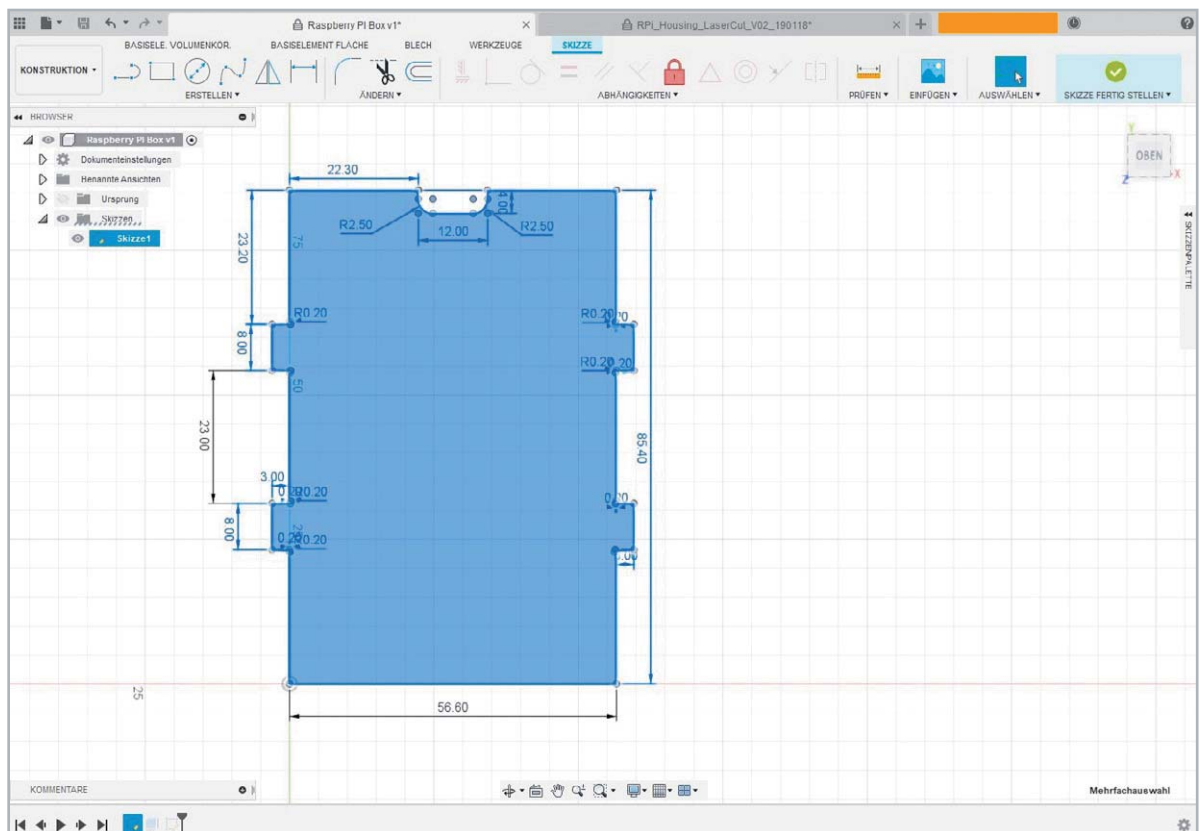 Raspberry PI Box v1*
RPi_Housing_LaserCut_V02_190118*
BASISELE. VOLUMENKÖR.
BASISELEMENT FLÄCHE
BLECH
WERKZEUGE
SKIZZE
KONSTRUKTION
ERSTELLEN
ÄNDERN
ABHÄNGIGKEITEN
PRÜFEN
EINFÜGEN
AUSWÄHLEN
SKIZZE FERTIG STELLEN
BROWSER
Raspberry PI Box v1
Dokumenteinstellungen
Benannte Ansichten
Ursprung
Skizzen
Skizze1
Y
OBEN
X
Z
SKIZZENPALETTE
22.30
4.00
R2.50
12.00
R2.50
23.20
75
R0.20
R0.20
8.00
R0.20
50
23.00
85.40
3.00
R0.20
8.00
R0.20
25
56.60
KOMMENTARE
Mehrfachauswahl